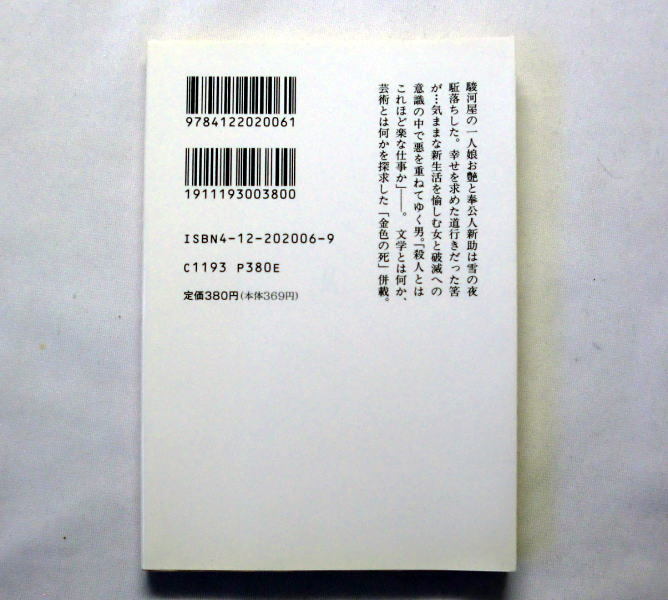 駿河屋の一人娘お艶と奉公人新助は雪の夜
駈落ちした。幸せを求めた道行きだった筈
が…気ままな新生活を愉しむ女と破滅への
意識の中で悪を重ねてゆく男。「殺人とは
これほど楽な仕事か」――。文学とは何か、
芸術とは何かを探求した「金色の死」併載。
9784122020061
1911193003800
ISBN4-12-202006-9
C1193 P380E
定価380円(本体369円)